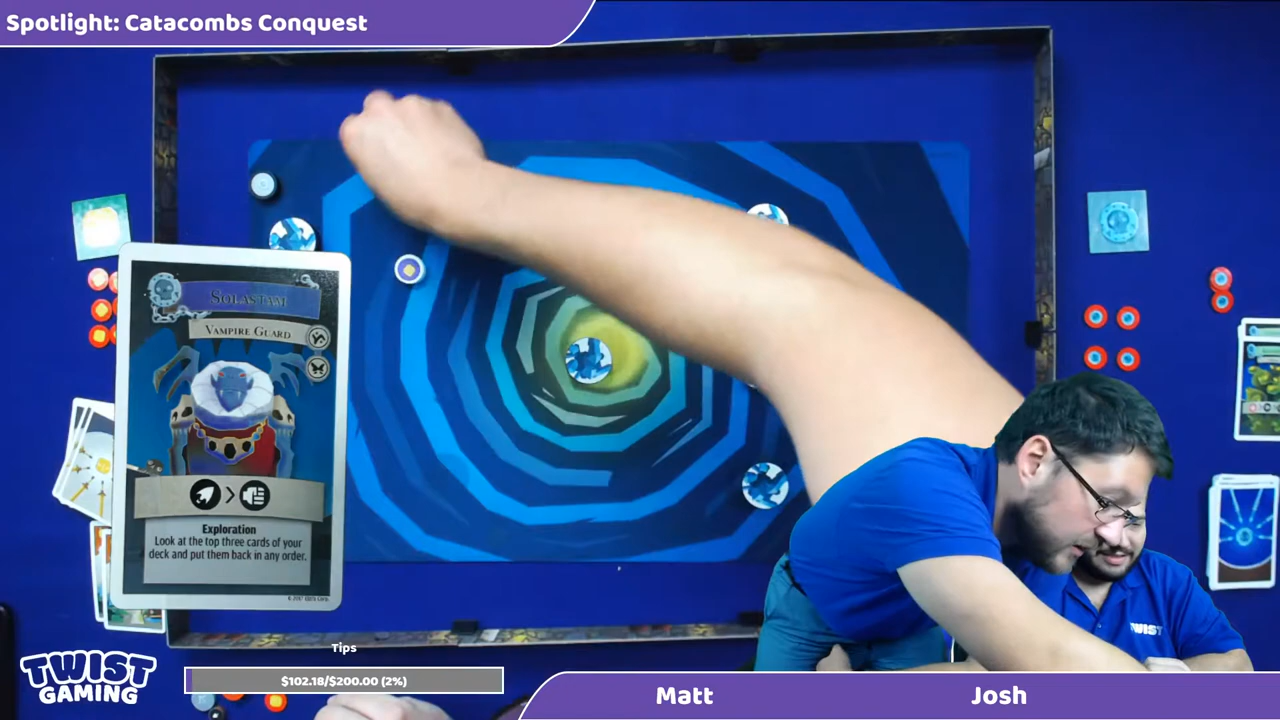 Spotlight: Catacombs Conquest
SOLASTAM
VAMPIRE GUARD
Exploration
Look at the top three cards of your
deck and put them back in any order.
Tips
$102.18/$200.00 (2%)
TWIST
GAMING
TWIST
Matt
Josh